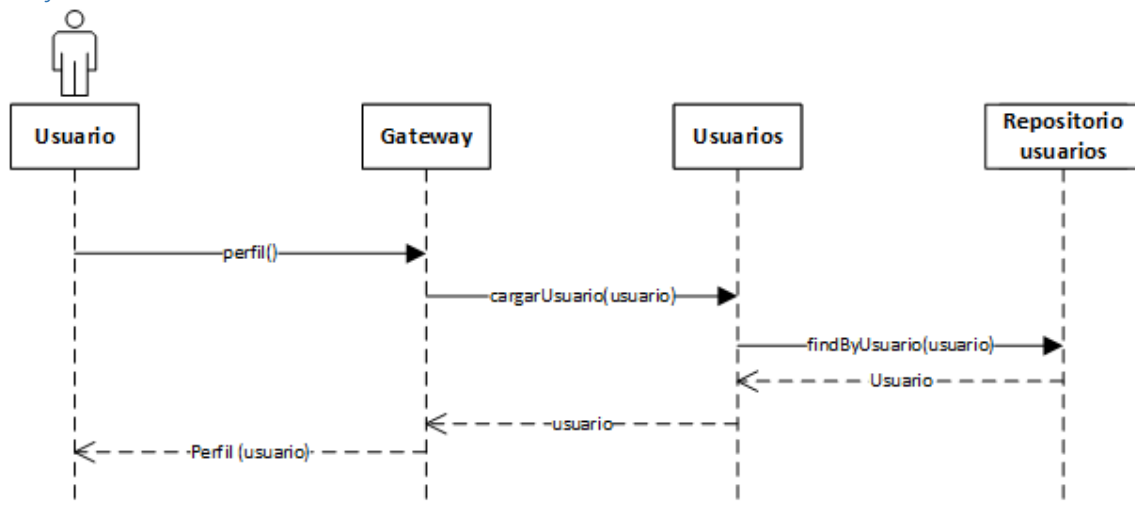 Usuario
Gateway
Usuarios
Repositorio
usuarios
perfil()
cargarUsuario(usuario)
findByUsuario(usuario)
Usuario
usuario
Perfil (usuario)